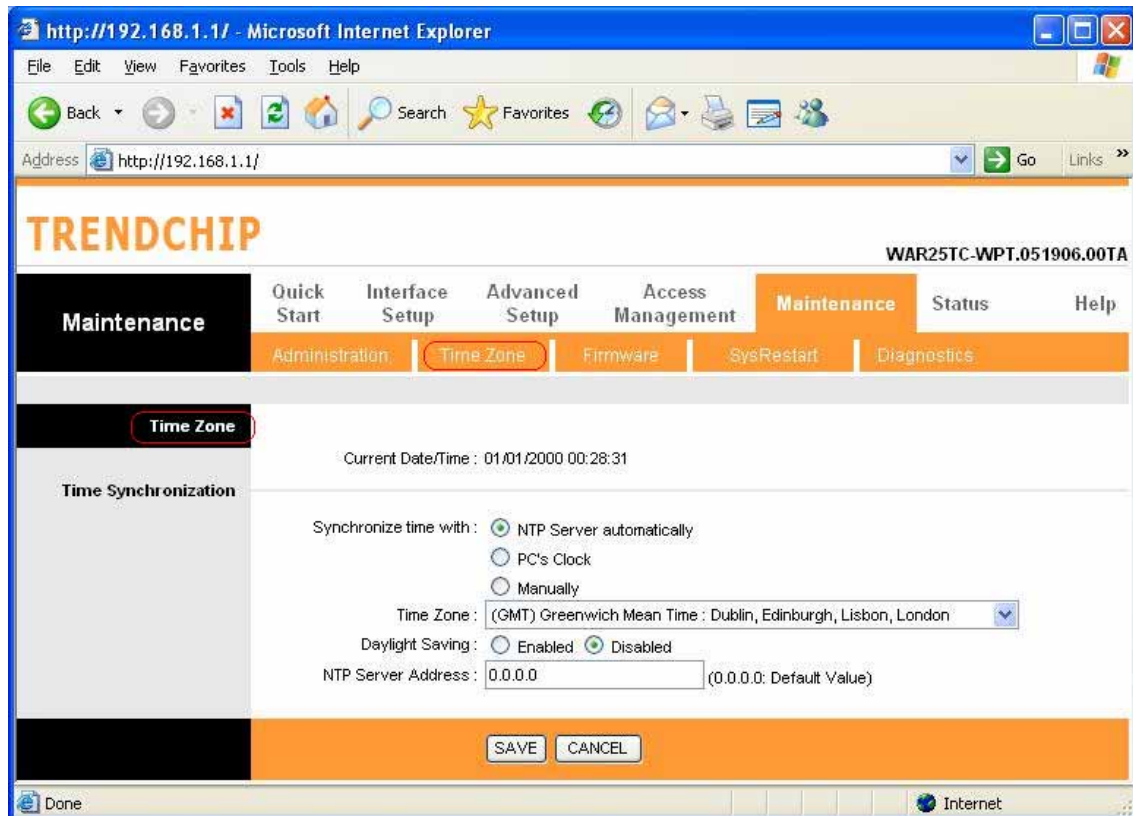 http://192.168.1.1/ - Microsoft Internet Explorer
File Edit View Favorites Tools Help
Back Search Favorites
Address http://192.168.1.1/ Go Links »
TRENDCHIP
WAR25TC-WPT.051906.00TA
Maintenance
Quick Start Interface Setup Advanced Setup Access Management Maintenance Status Help
Administration Time Zone Firmware SysRestart Diagnostics
Time Zone
Current Date/Time : 01/01/2000 00:28:31
Time Synchronization
Synchronize time with : NTP Server automatically
PC's Clock
Manually
Time Zone : (GMT) Greenwich Mean Time : Dublin, Edinburgh, Lisbon, London
Daylight Saving : Enabled Disabled
NTP Server Address : 0.0.0.0 (0.0.0.0: Default Value)
SAVE CANCEL
Done Internet